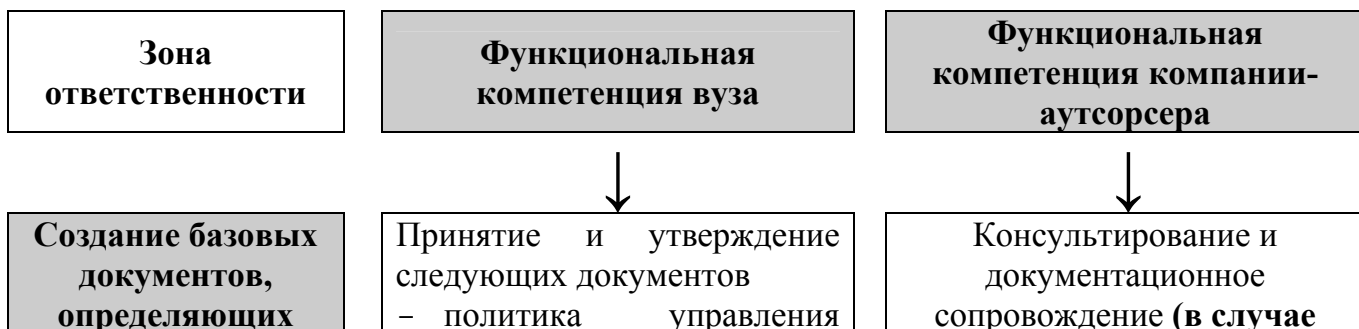 Зона
ответственности
Функциональная
компетенция вуза
Функциональная
компетенция компании-
аутсорсера
Создание базовых
документов,
определяющих
Принятие и утверждение
следующих документов
– политика управления
Консультирование и
документационное
сопровождение (в случае